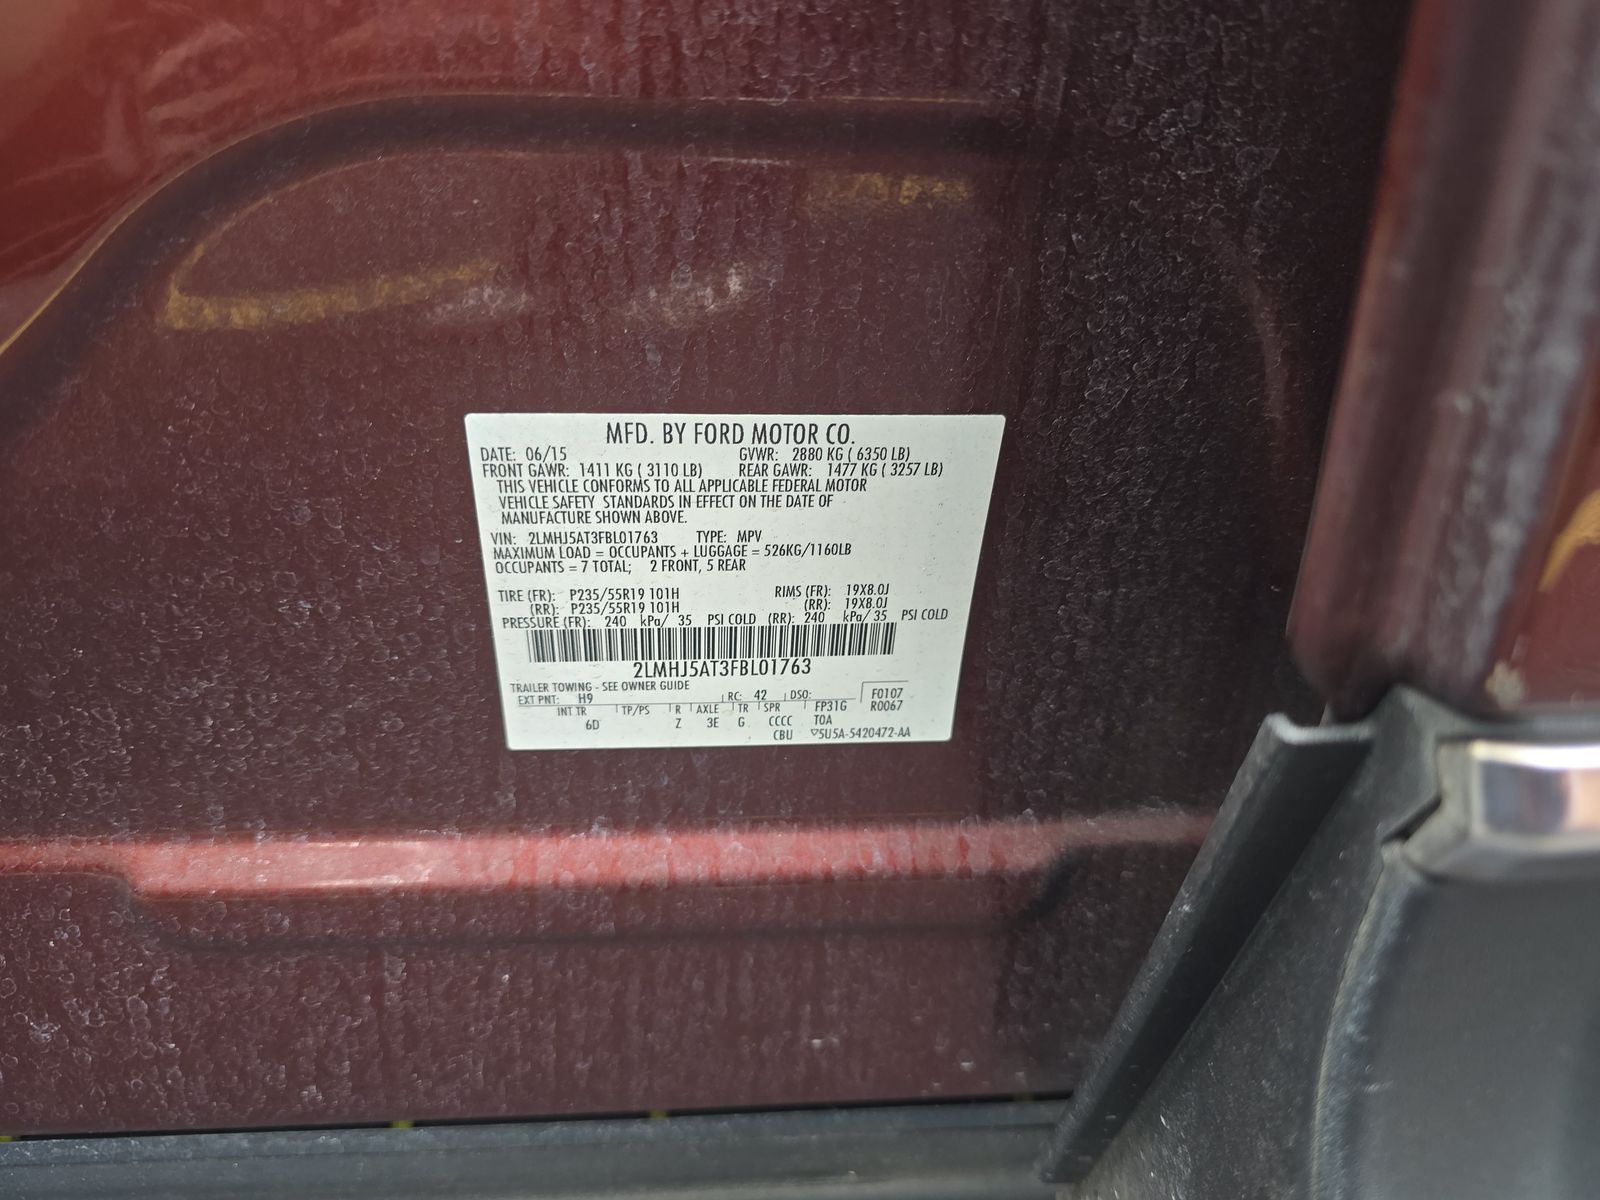 MFD. BY FORD MOTOR CO.
DATE: 06/15 GVWR: 2880 KG ( 6350 LB)
FRONT GAWR: 1411 KG ( 3110 LB) REAR GAWR: 1477 KG ( 3257 LB)
THIS VEHICLE CONFORMS TO ALL APPLICABLE FEDERAL MOTOR
VEHICLE SAFETY STANDARDS IN EFFECT ON THE DATE OF
MANUFACTURE SHOWN ABOVE.
VIN: 2LMHJ5AT3FBL01763 TYPE: MPV
MAXIMUM LOAD = OCCUPANTS + LUGGAGE = 526KG/1160LB
OCCUPANTS = 7 TOTAL; 2 FRONT, 5 REAR
TIRE (FR): P235/55R19 101H RIMS (FR): 19X8.0J
(RR): P235/55R19 101H (RR): 19X8.0J
PRESSURE (FR): 240 kPa/ 35 PSI COLD (RR): 240 kPa/ 35 PSI COLD
2LMHJ5AT3FBL01763
TRAILER TOWING - SEE OWNER GUIDE
EXT PNT: H9 RC: 42 DSO: F0107
INT TR TP/PS R AXLE TR SPR FP31G R0067
6D Z 3E G CCCC TOA
CBU ▽5U5A-5420472-AA